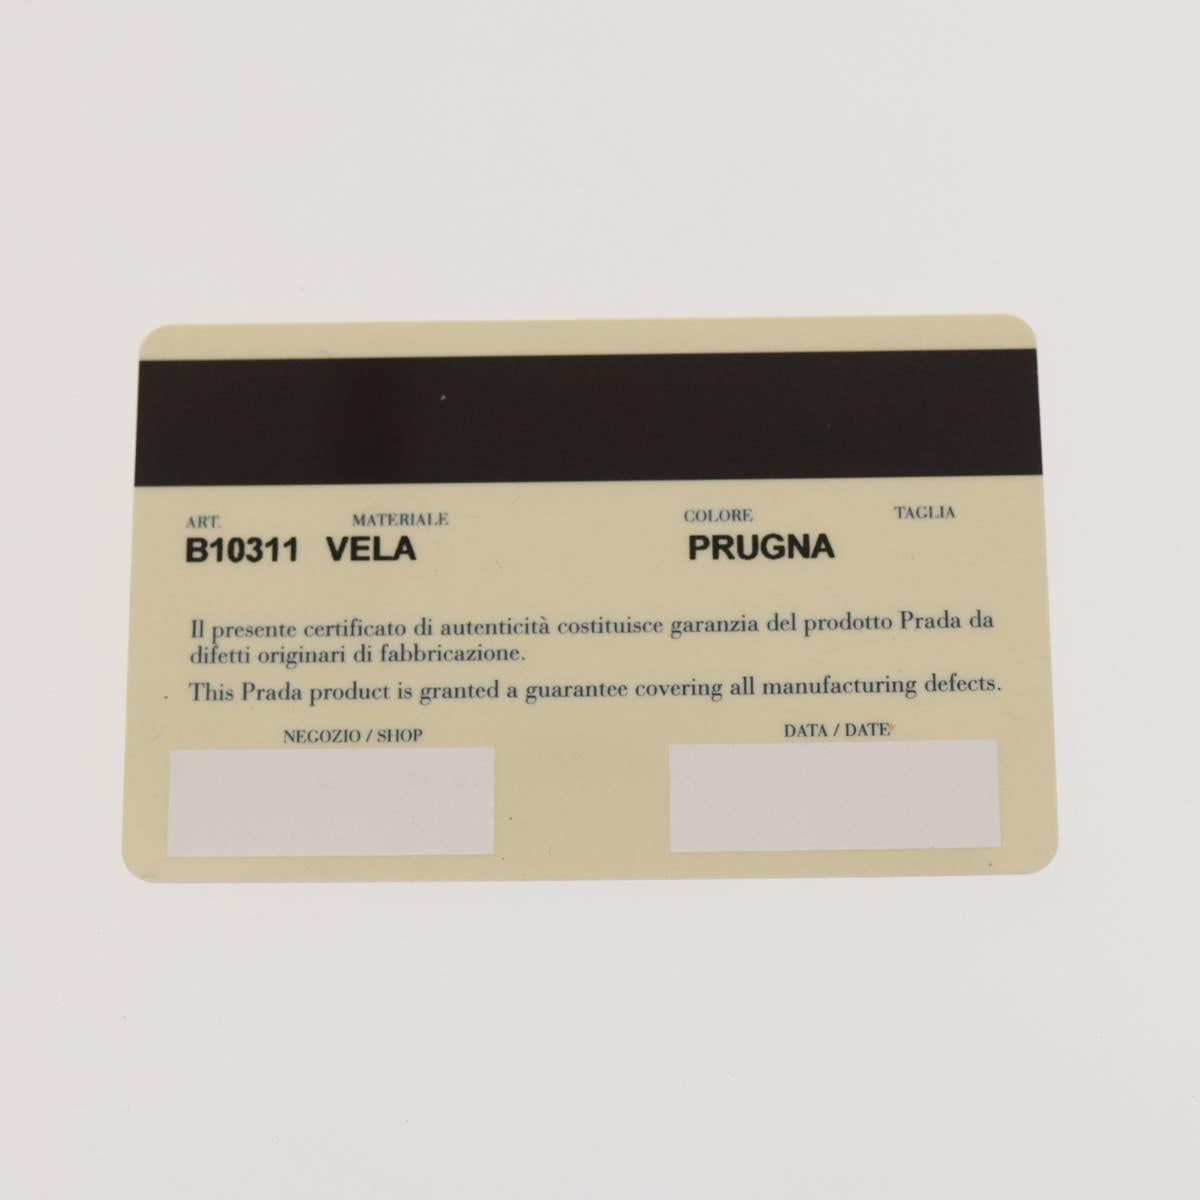 ART. MATERIALE COLORE TAGLIA
B10311 VELA PRUGNA
Il presente certificato di autenticità costituisce garanzia del prodotto Prada da
difetti originari di fabbricazione.
This Prada product is granted a guarantee covering all manufacturing defects.
NEGOZIO / SHOP DATA / DATE